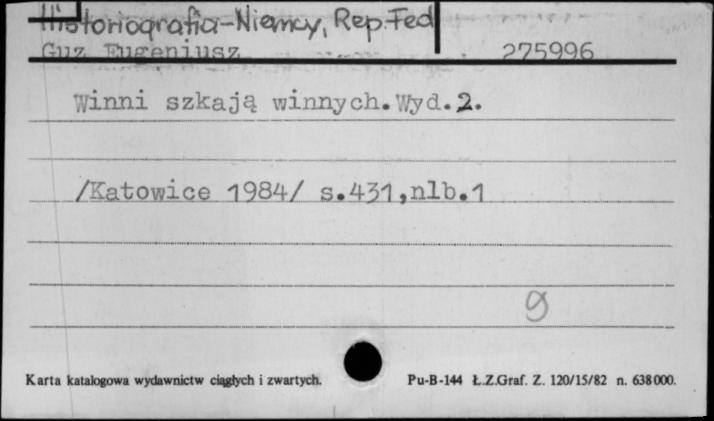 Historiografia-Niemcy, Rep. Fed
Guz Eugeniusz 275996
Winni szkają winnych. Wyd. 2.
/Katowice 1984/ s.431,nlb.1
g
Karta katalogowa wydawnictw ciągłych i zwartych. Pu-B-144 Ł.Z.Graf. Z. 120/15/82 n. 638000.